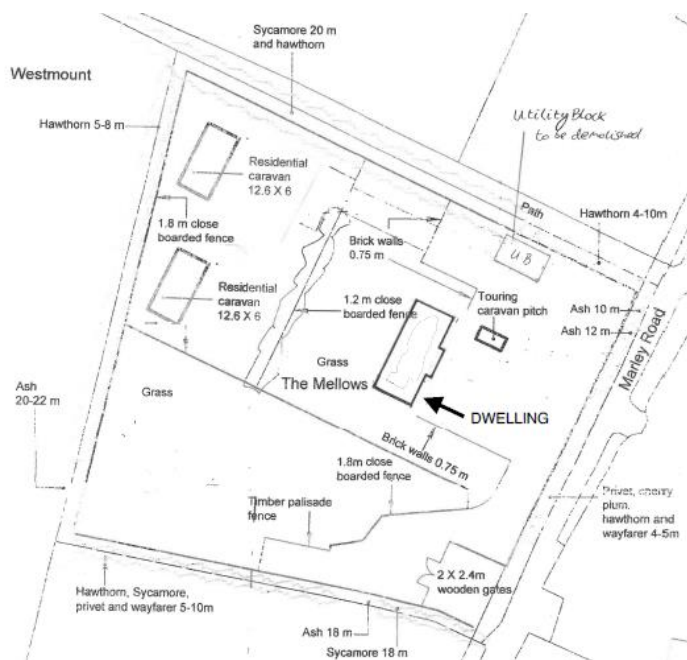 Sycamore 20 m
and hawthorn
Westmount
Utility Block
to be demolished
Hawthorn 5-8 m
Residential
caravan
12.6 X 6
Path
Hawthorn 4-10m
1.8 m close
boarded fence
Brick walls
0.75 m
U B
Residential
caravan
12.6 X 6
1.2 m close
boarded fence
Touring
caravan pitch
Ash 10 m
Ash 12 m
Marley Road
Grass
The Mellows
Ash
20-22 m
Grass
DWELLING
Brick walls 0.75 m
1.8m close
boarded fence
Timber palisade
fence
Privet, cherry
plum,
hawthorn and
wayfarer 4-5m
2 X 2.4m
wooden gates
Hawthorn, Sycamore,
privet and wayfarer 5-10m
Ash 18 m
Sycamore 18 m